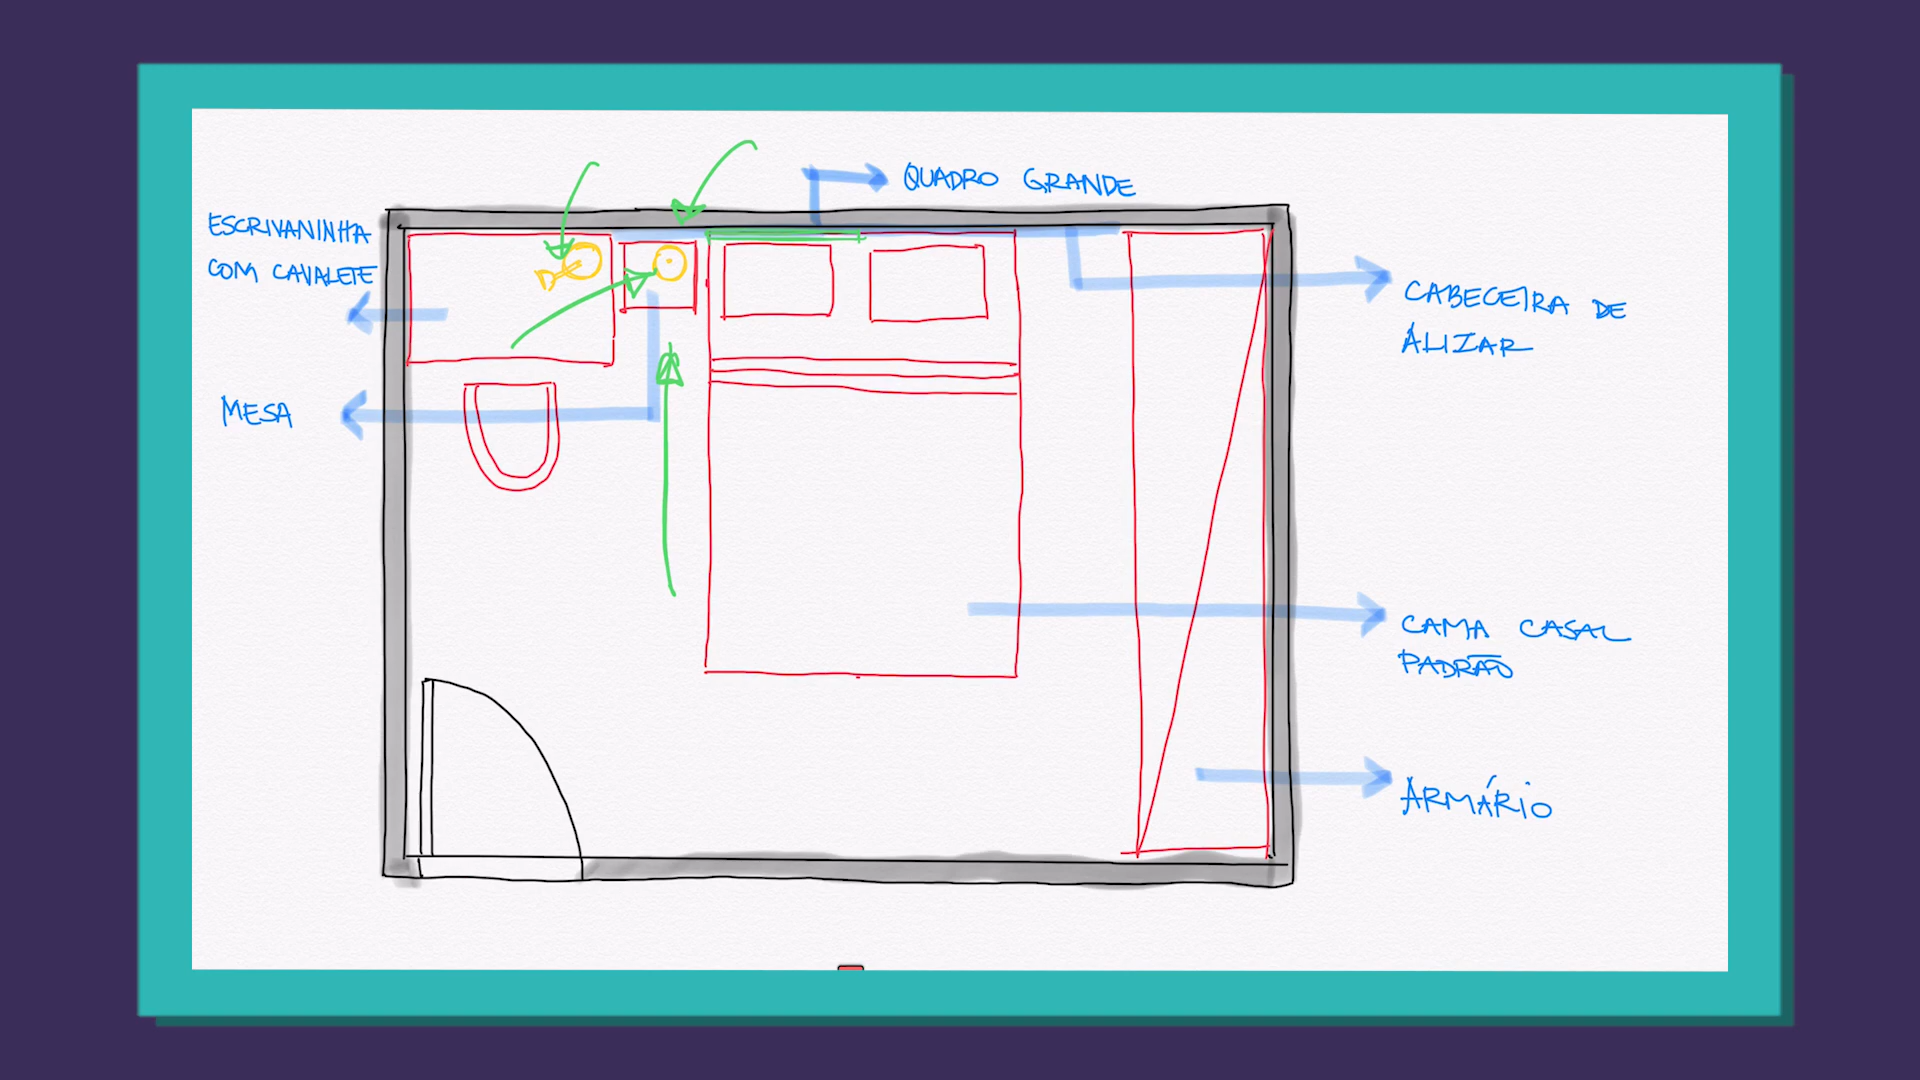 QUADRO GRANDE
ESCRIVANINHA
COM CAVALETE
MESA
CABECEIRA DE
ALIZAR
CAMA CASAL
PADRÃO
ARMÁRIO